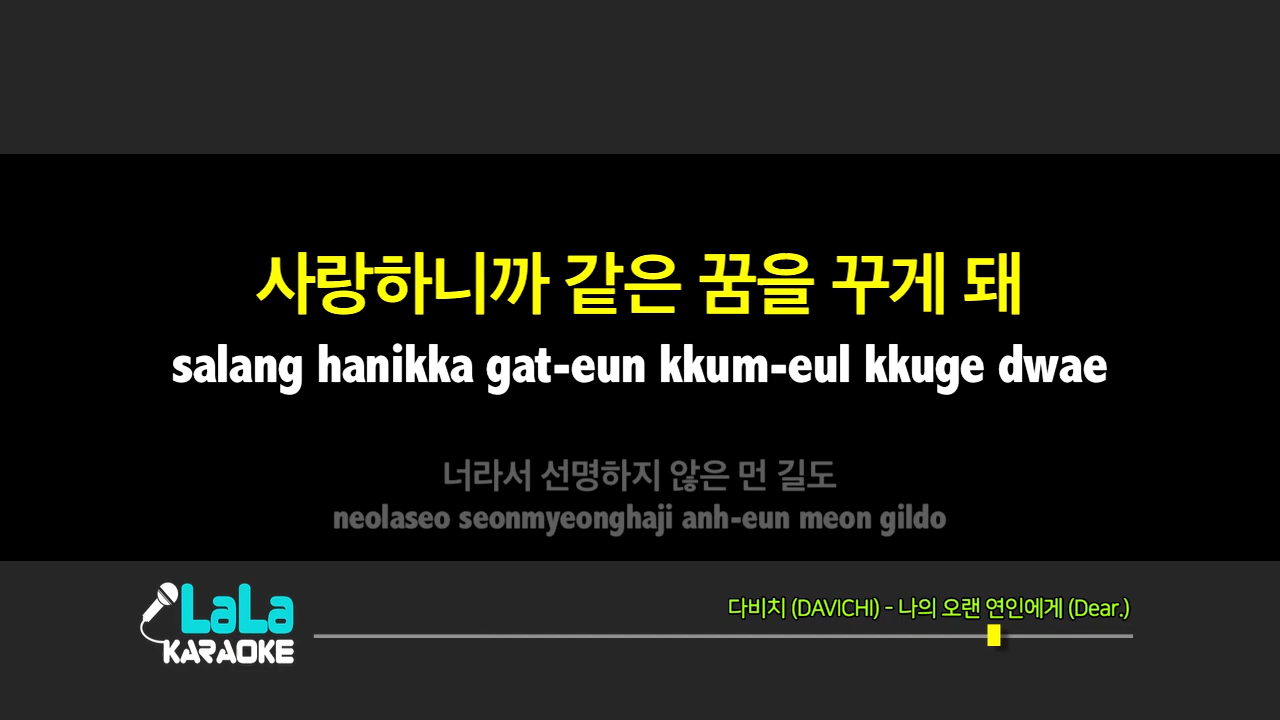 사랑하니까 같은 꿈을 꾸게 돼
salang hanikka gat-eun kkum-eul kkuge dwae
너라서 선명하지 않은 먼 길도
neolaseo seonmyeonghaji anh-eun meon gildo
LaLa
KARAOKE
다비치 (DAVICHI) - 나의 오랜 연인에게 (Dear.)